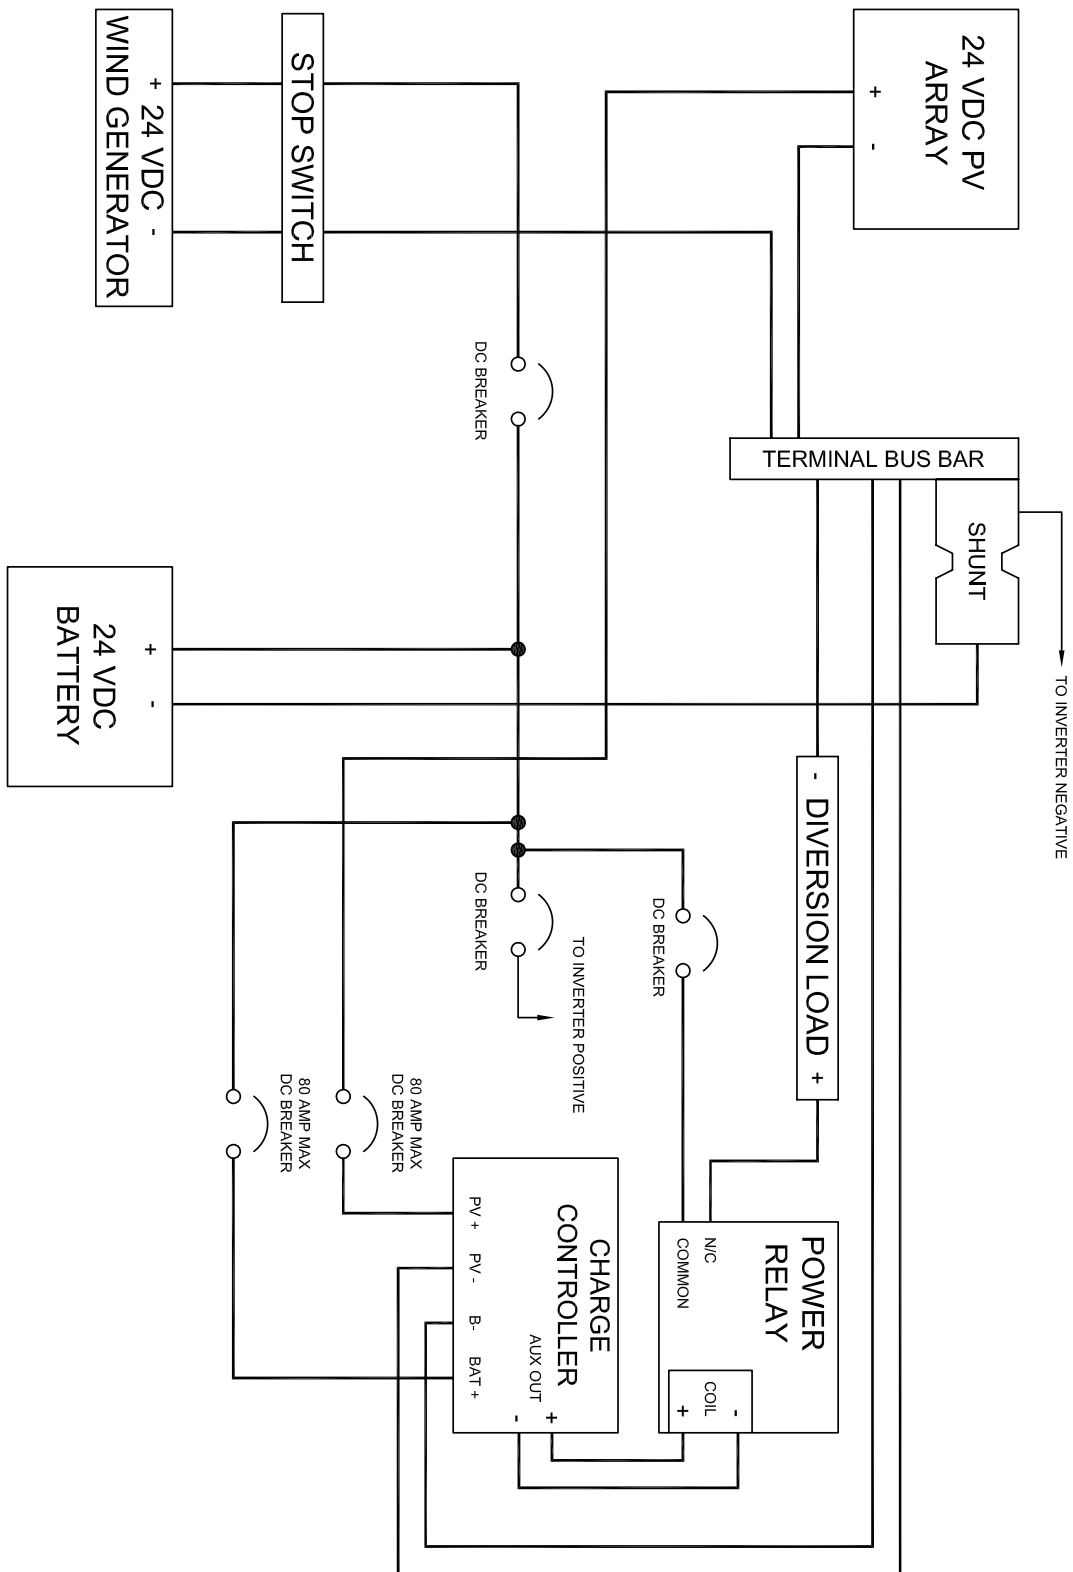 24 VDC PV
ARRAY
+
-
WIND GENERATOR
+ 24 VDC -
STOP SWITCH
DC BREAKER
TERMINAL BUS BAR
SHUNT
TO INVERTER NEGATIVE
24 VDC
BATTERY
+
-
- DIVERSION LOAD +
DC BREAKER
DC BREAKER
TO INVERTER POSITIVE
80 AMP MAX
DC BREAKER
80 AMP MAX
DC BREAKER
POWER
RELAY
N/C
COMMON
COIL
+
-
CHARGE
CONTROLLER
PV +
PV -
B-
BAT +
AUX OUT
-
+